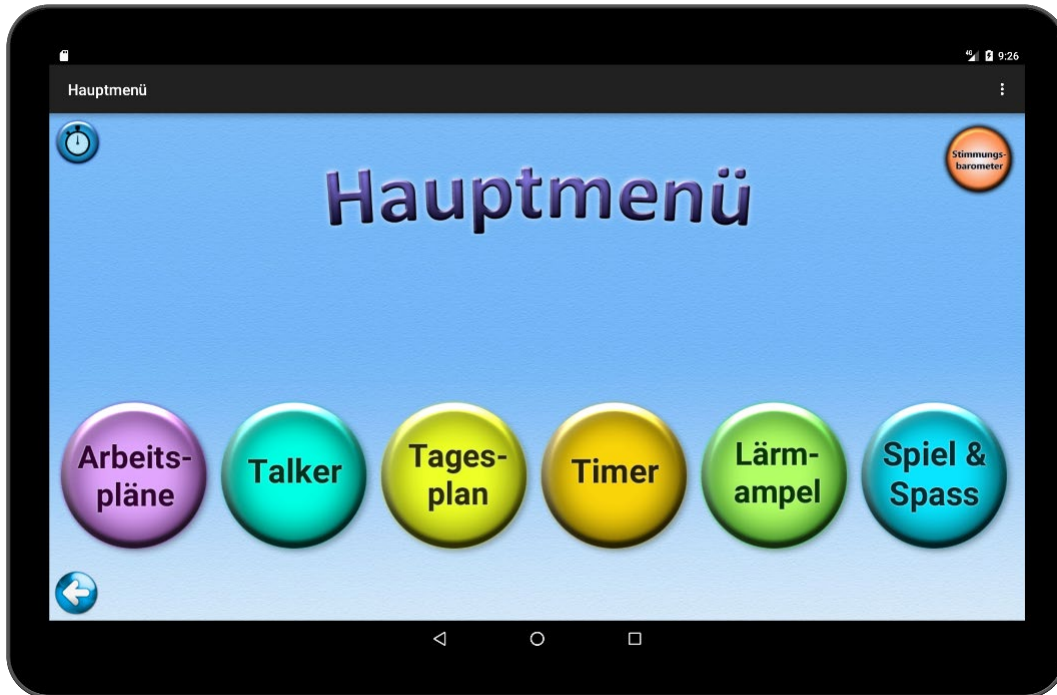 9:26
Hauptmenü
Stimmungs-
barometer
Hauptmenü
Arbeits-
pläne
Talker
Tages-
plan
Timer
Lärm-
ampel
Spiel &
Spass